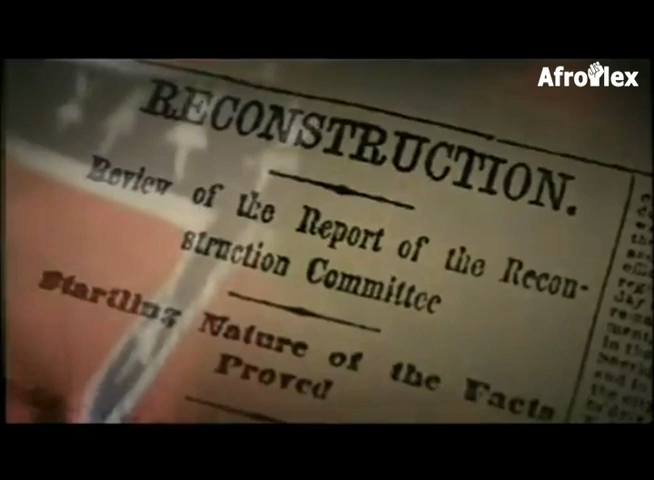 Afroflex
RECONSTRUCTION.
Review of the Report of the Recon-
struction Committee
Startling Nature of the Facts
Proved